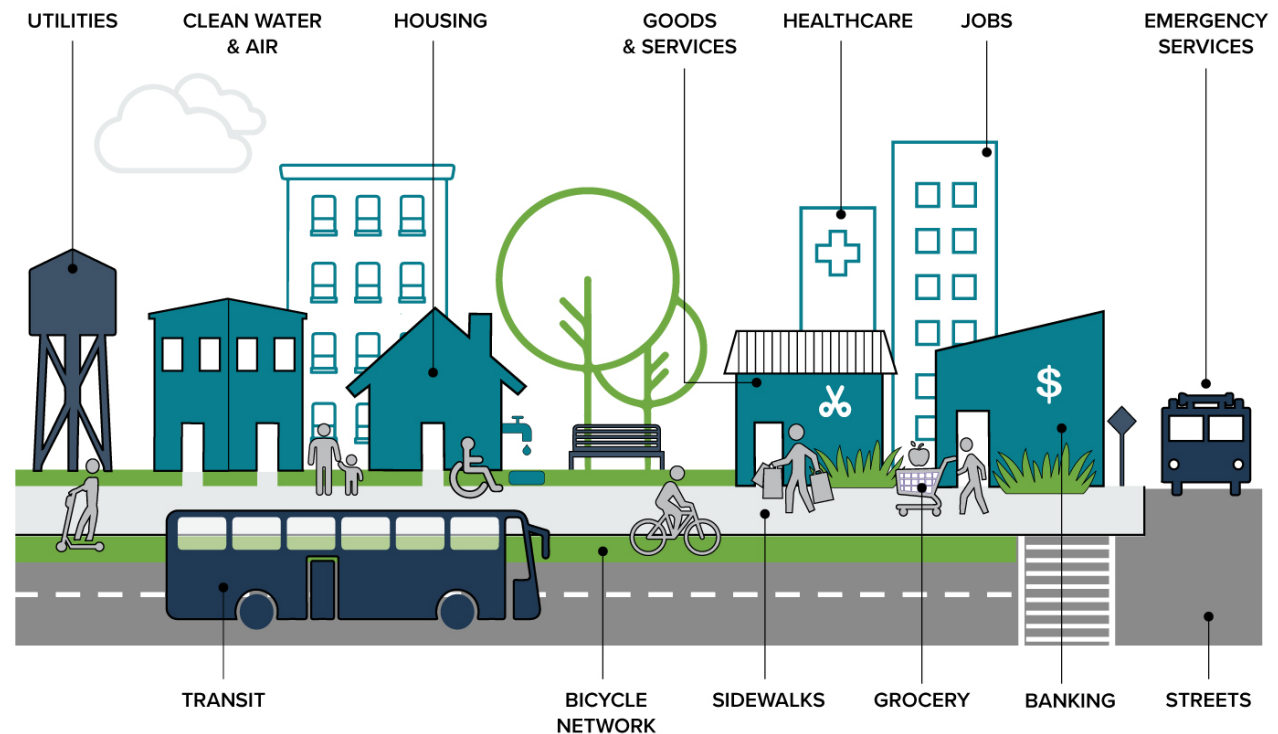 UTILITIES
CLEAN WATER
& AIR
HOUSING
GOODS
& SERVICES
HEALTHCARE
JOBS
EMERGENCY
SERVICES
$
TRANSIT
BICYCLE
NETWORK
SIDEWALKS
GROCERY
BANKING
STREETS